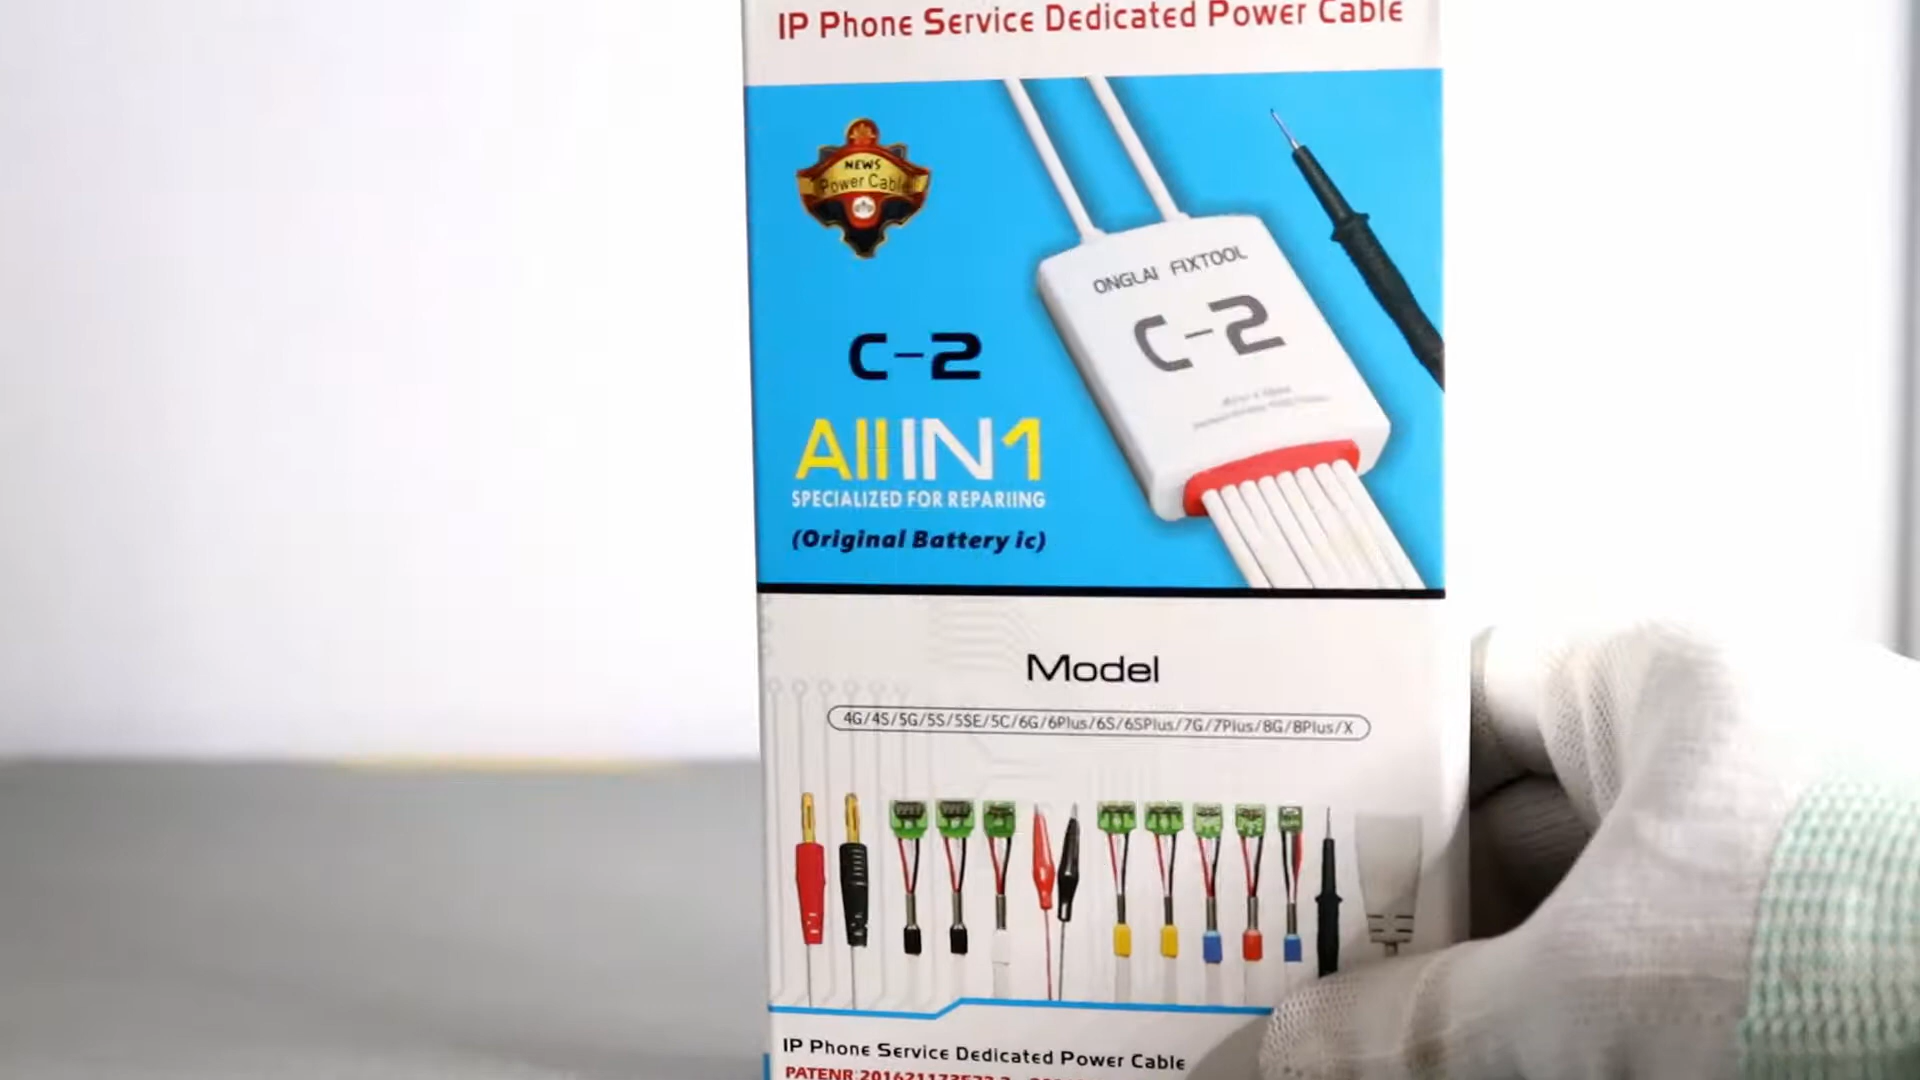 IP Phone Service Dedicated Power Cable
NEWS
Power Cable
ONGLAI FIXTOOL
C-2
C-2
AllIN1
SPECIALIZED FOR REPARIING
(Original Battery ic)
Model
4G/4S/5G/5S/5SE/5C/6G/6Plus/6S/6SPlus/7G/7Plus/8G/8Plus/X
IP Phone Service Dedicated Power Cable